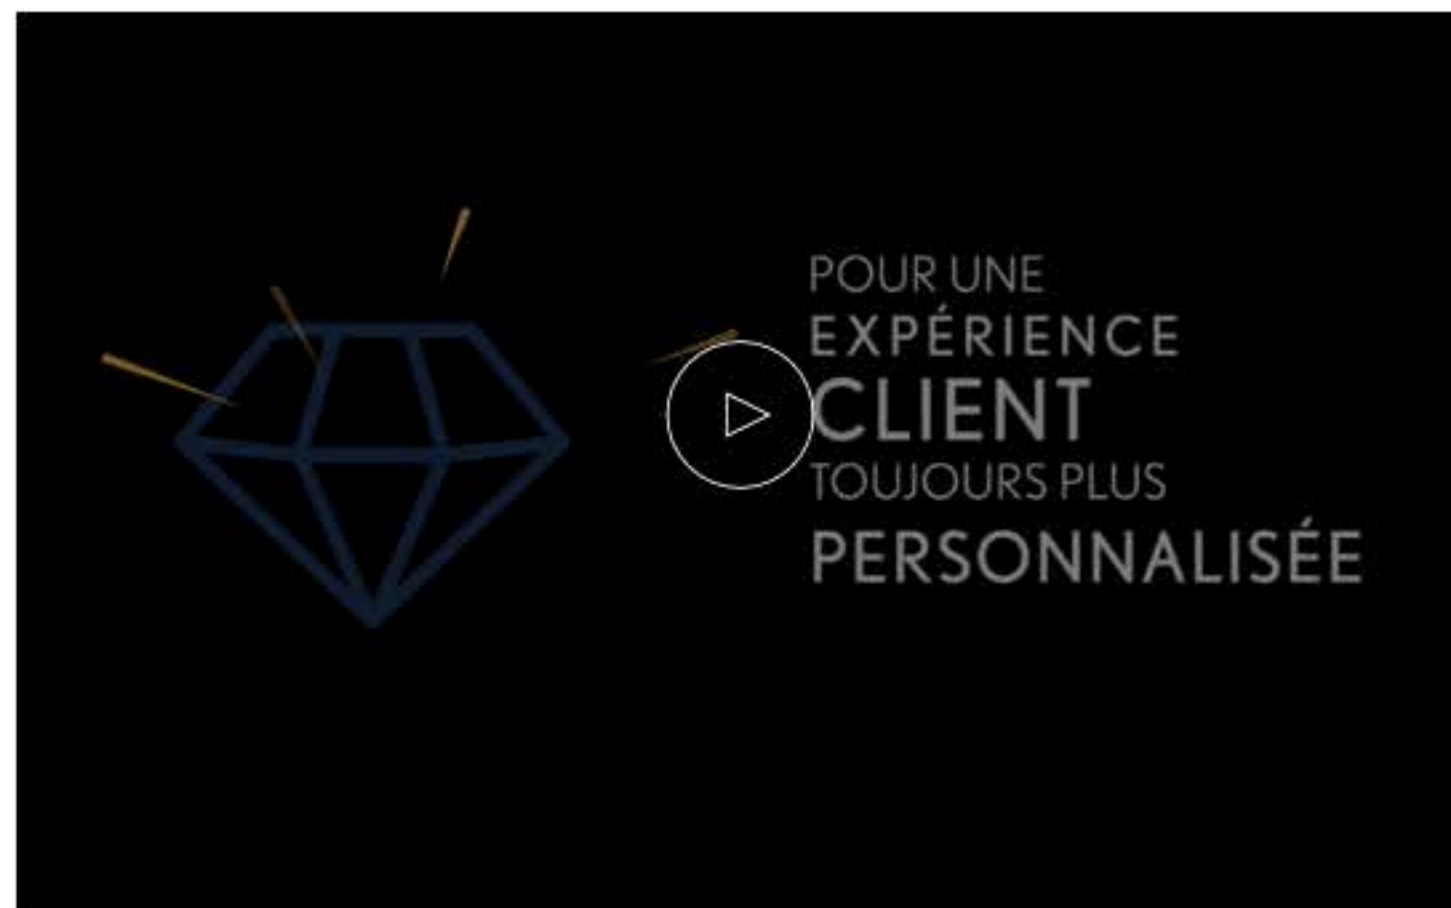 POUR UNE
EXPÉRIENCE
CLIENT
TOUJOURS PLUS
PERSONNALISÉE